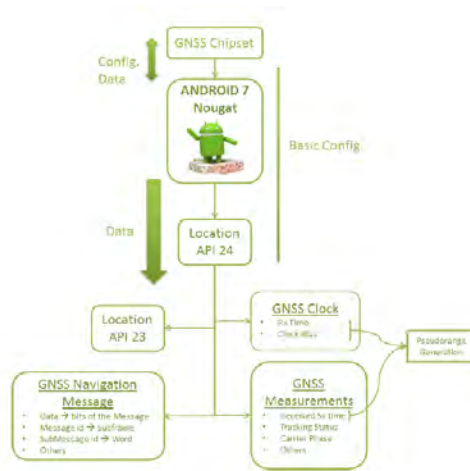 GNSS Chipset
Config.
Data
ANDROID 7
Nougat
Basic Config.
Data
Location
API 24
Location
API 23
GNSS Clock
• Rx Time
• Clock Bias
Pseudorange
Generation
GNSS Navigation
Message
• Data → bits of the Message
• Message id → Subframe
• SubMessage id → Word
• Others
GNSS
Measurements
• Received Sv Time
• Tracking Status
• Carrier Phase
• Others